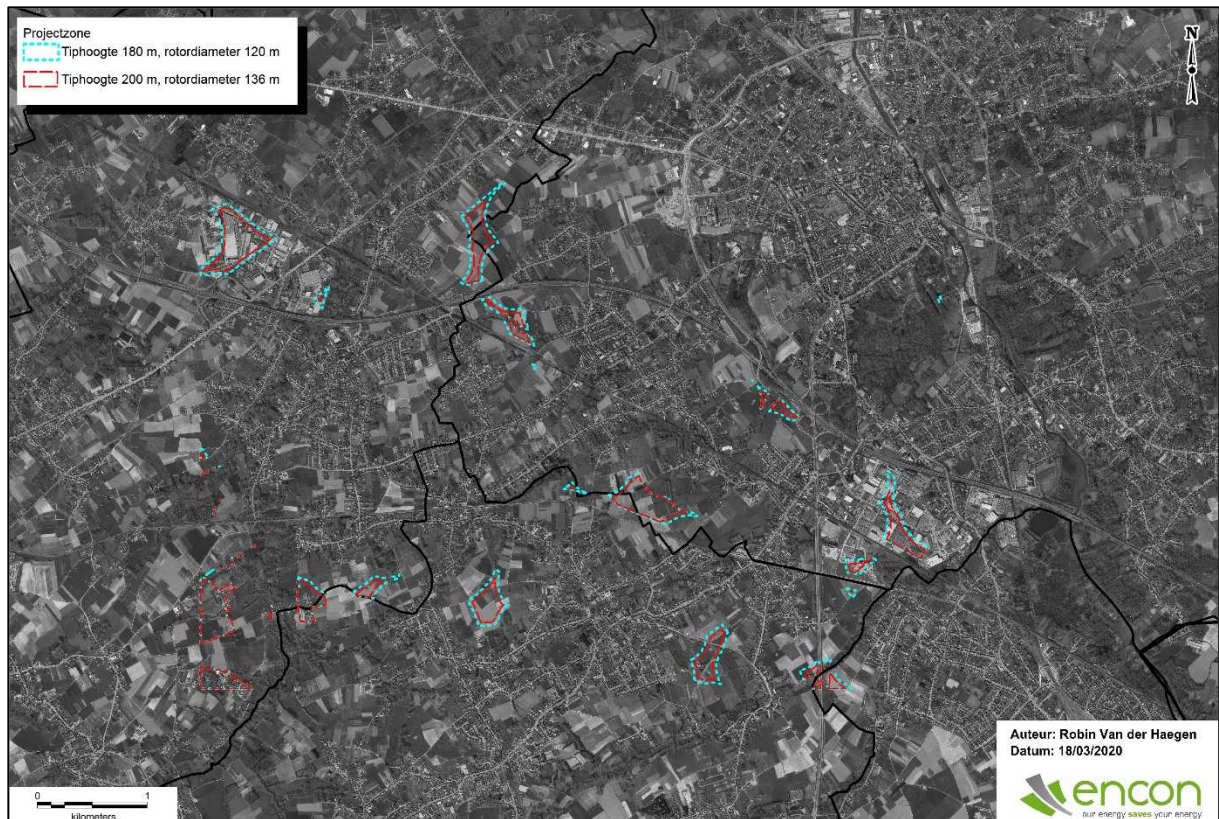 Projectzone
Tiphoogte 180 m, rotordiameter 120 m
Tiphoogte 200 m, rotordiameter 136 m
N
0 1
kilometers
Auteur: Robin Van der Haegen
Datum: 18/03/2020
encon
our energy saves your energy